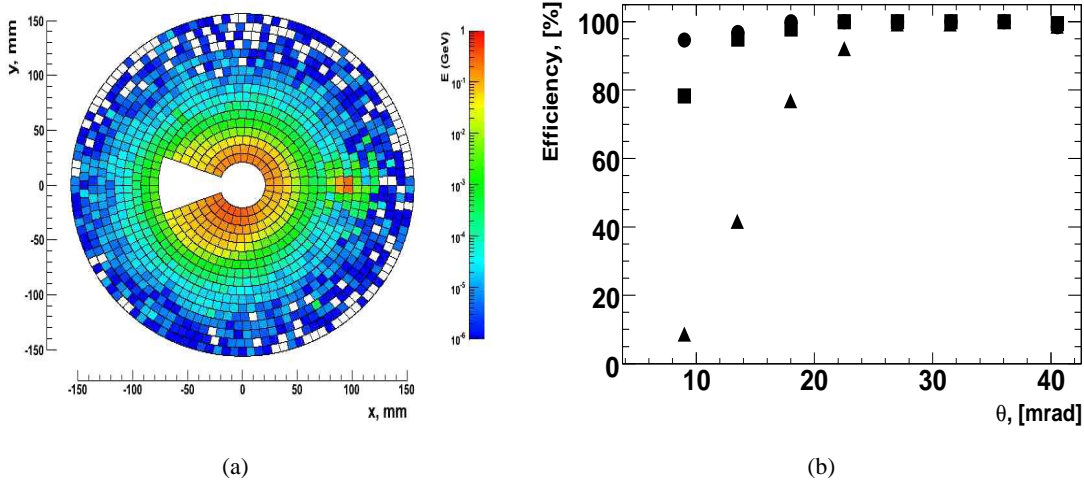 y, mm
150
100
50
0
-50
-100
-150
-150 -100 -50 0 50 100 150
x, mm
E (GeV)
1
10⁻¹
10⁻²
10⁻³
10⁻⁴
10⁻⁵
10⁻⁶
(a)
Efficiency, [%]
100
80
60
40
20
0
10 20 30 40
θ, [mrad]
(b)